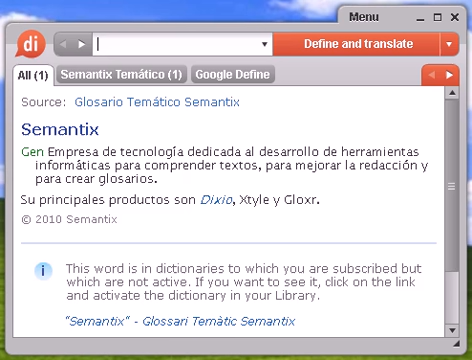 Menu
di
Define and translate
All (1)
Semantix Temático (1)
Google Define
Source: Glosario Temático Semantix
Semantix
Gen Empresa de tecnología dedicada al desarrollo de herramientas
informáticas para comprender textos, para mejorar la redacción y
para crear glosarios.
Su principales productos son Dixio, Xtyle y Gloxr.
© 2010 Semantix
i
This word is in dictionaries to which you are subscribed but
which are not active. If you want to see it, click on the link
and activate the dictionary in your Library.
"Semantix" - Glossari Temàtic Semantix